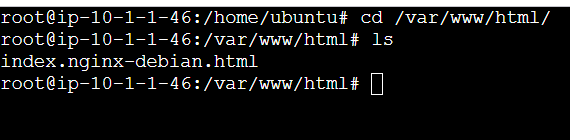 root@ip-10-1-1-46:/home/ubuntu# cd /var/www/html/
root@ip-10-1-1-46:/var/www/html# ls
index.nginx-debian.html
root@ip-10-1-1-46:/var/www/html#